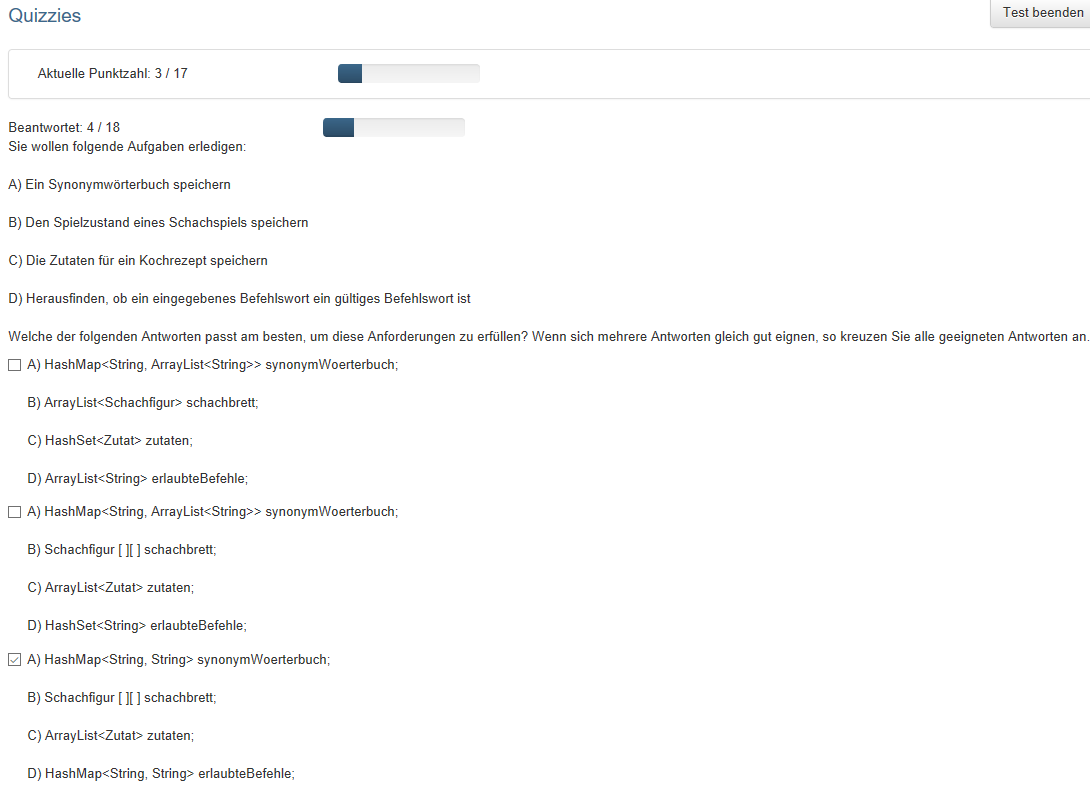 Quizzies
Test beenden
Aktuelle Punktzahl: 3 / 17
Beantwortet: 4 / 18
Sie wollen folgende Aufgaben erledigen:
A) Ein Synonymwörterbuch speichern
B) Den Spielzustand eines Schachspiels speichern
C) Die Zutaten für ein Kochrezept speichern
D) Herausfinden, ob ein eingegebenes Befehlswort ein gültiges Befehlswort ist
Welche der folgenden Antworten passt am besten, um diese Anforderungen zu erfüllen? Wenn sich mehrere Antworten gleich gut eignen, so kreuzen Sie alle geeigneten Antworten an.
A) HashMap<String, ArrayList<String>> synonymWoerterbuch;
B) ArrayList<Schachfigur> schachbrett;
C) HashSet<Zutat> zutaten;
D) ArrayList<String> erlaubteBefehle;
A) HashMap<String, ArrayList<String>> synonymWoerterbuch;
B) Schachfigur [ ][ ] schachbrett;
C) ArrayList<Zutat> zutaten;
D) HashSet<String> erlaubteBefehle;
A) HashMap<String, String> synonymWoerterbuch;
B) Schachfigur [ ][ ] schachbrett;
C) ArrayList<Zutat> zutaten;
D) HashMap<String, String> erlaubteBefehle;